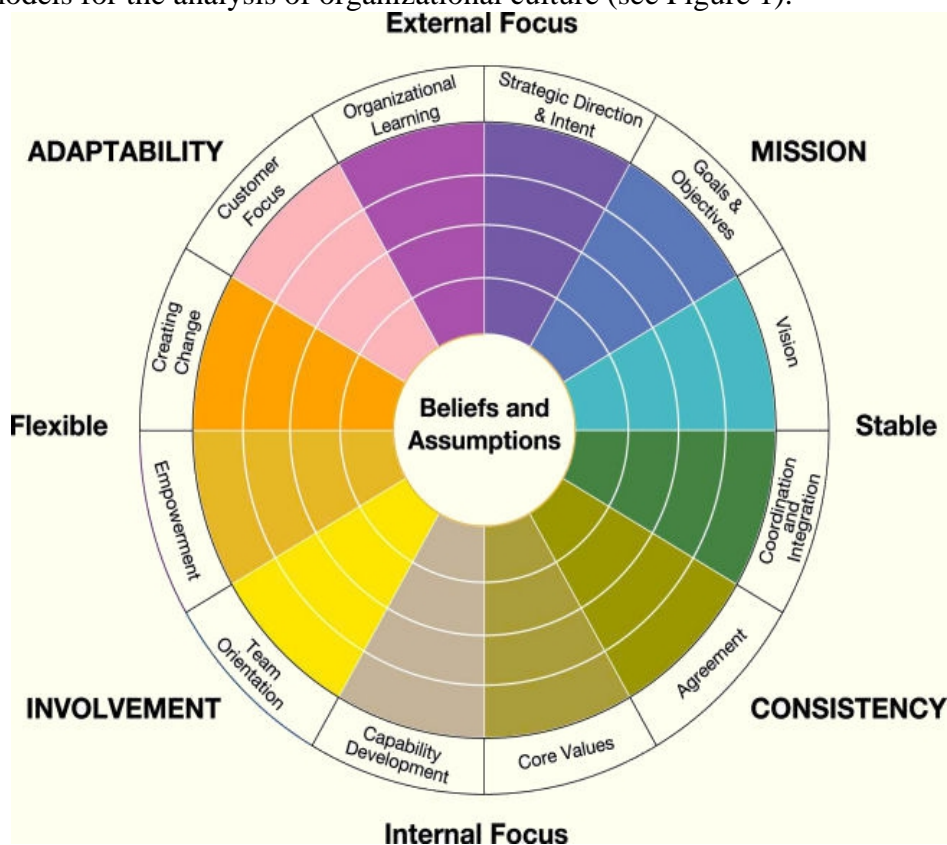 models for the analysis of organizational culture (see Figure 1).
External Focus
ADAPTABILITY
MISSION
Organizational
Learning
Strategic Direction
& Intent
Customer
Focus
Goals &
Objectives
Creating
Change
Vision
Flexible
Beliefs and
Assumptions
Stable
Empowerment
Coordination
and
Integration
Team
Orientation
Agreement
INVOLVEMENT
CONSISTENCY
Capability
Development
Core Values
Internal Focus